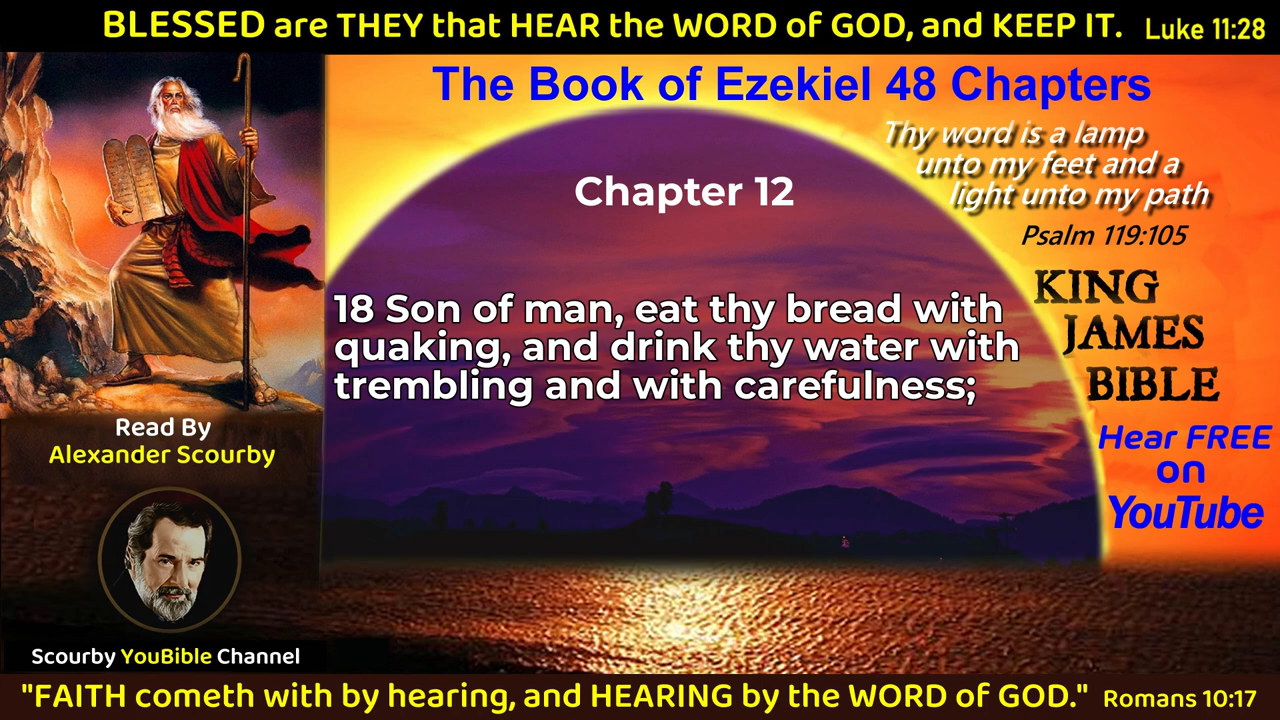 BLESSED are THEY that HEAR the WORD of GOD, and KEEP IT. Luke 11:28
The Book of Ezekiel 48 Chapters
Thy word is a lamp
unto my feet and a
light unto my path
Psalm 119:105
Chapter 12
KING
JAMES
BIBLE
18 Son of man, eat thy bread with
quaking, and drink thy water with
trembling and with carefulness;
Hear FREE
on
YouTube
Read By
Alexander Scourby
Scourby YouBible Channel
"FAITH cometh with by hearing, and HEARING by the WORD of GOD." Romans 10:17